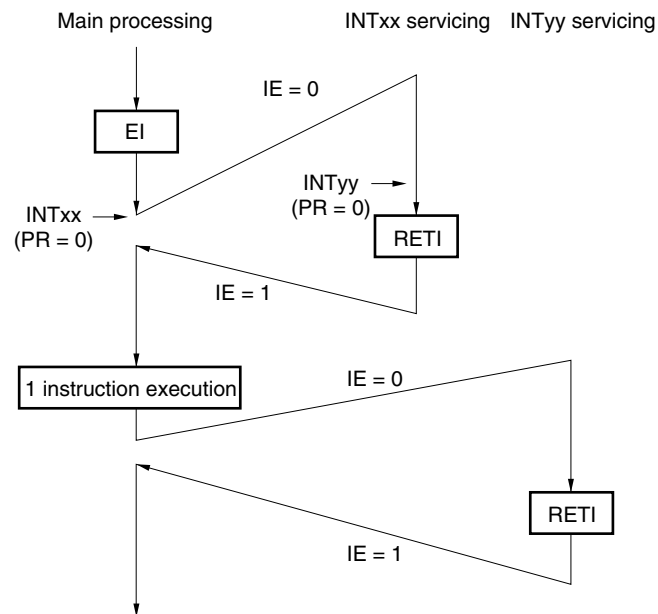 Main processing
INTxx servicing
INTyy servicing
IE = 0
EI
INTyy
(PR = 0)
INTxx
(PR = 0)
RETI
IE = 1
1 instruction execution
IE = 0
RETI
IE = 1